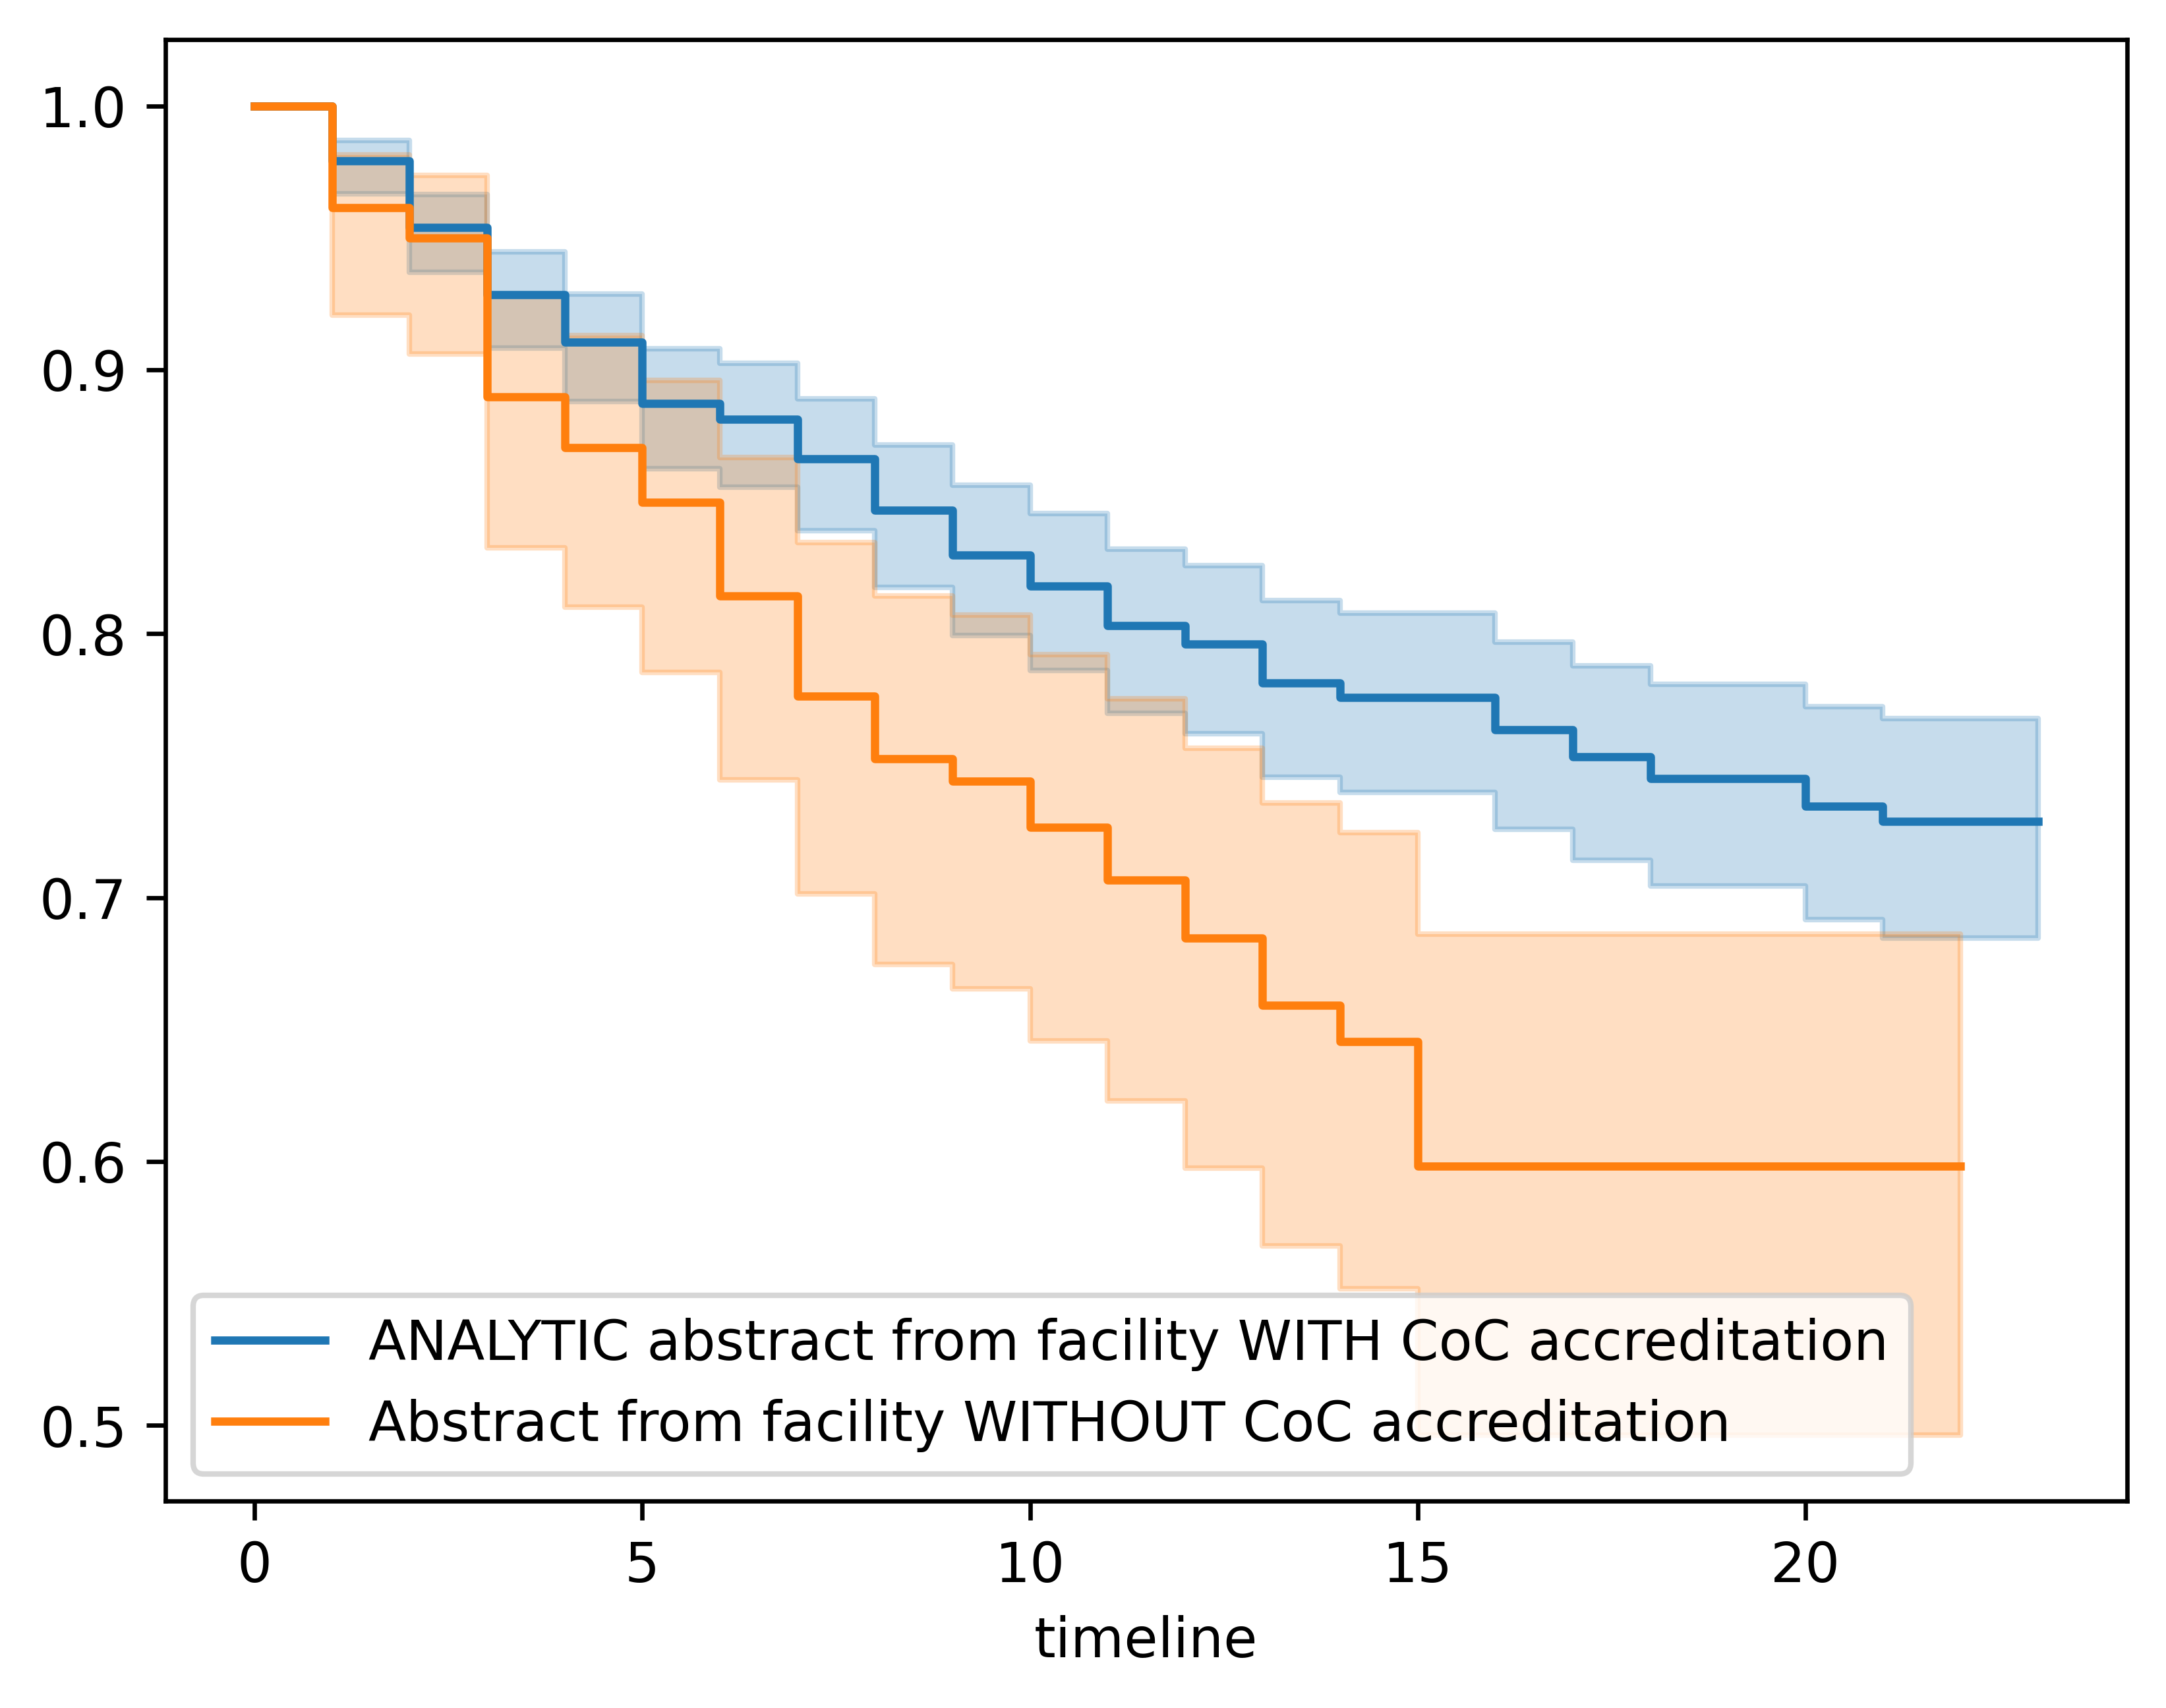 1.0
0.9
0.8
0.7
0.6
0.5
ANALYTIC abstract from facility WITH CoC accreditation
Abstract from facility WITHOUT CoC accreditation
0 5 10 15 20
timeline